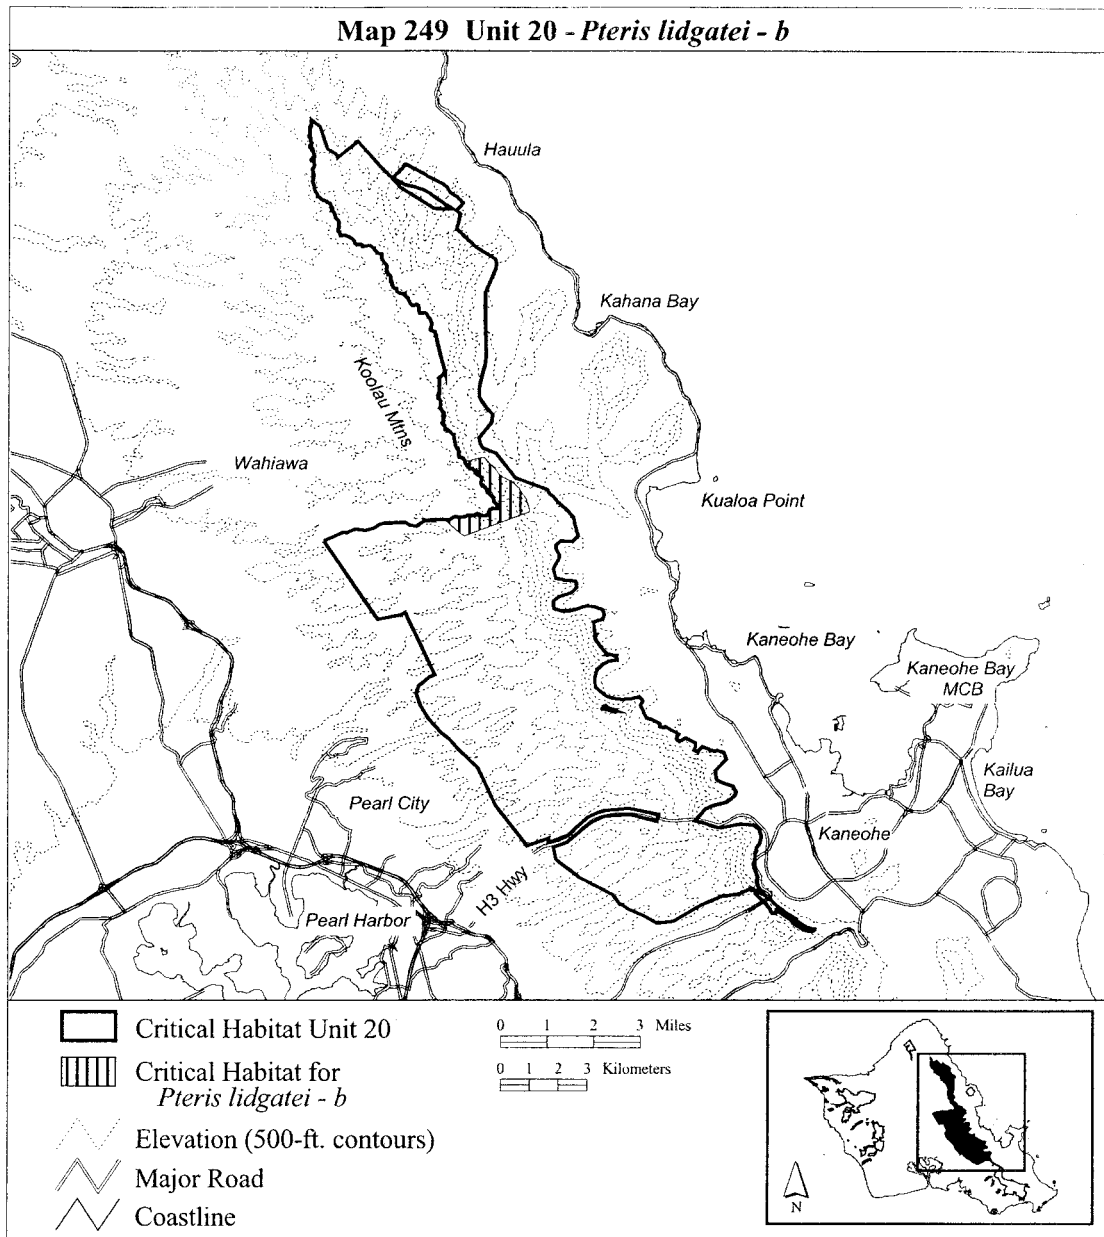 Map 249 Unit 20 - Pteris lidgatei - b
Hauula
Kahana Bay
Koolau Mtns
Wahiawa
Kualoa Point
Kaneohe Bay
Kaneohe Bay
MCB
Kailua
Bay
Pearl City
Kaneohe
H3 Hwy
Pearl Harbor
Critical Habitat Unit 20
Critical Habitat for
Pteris lidgatei - b
Elevation (500-ft. contours)
Major Road
Coastline
0 1 2 3 Miles
0 1 2 3 Kilometers
N